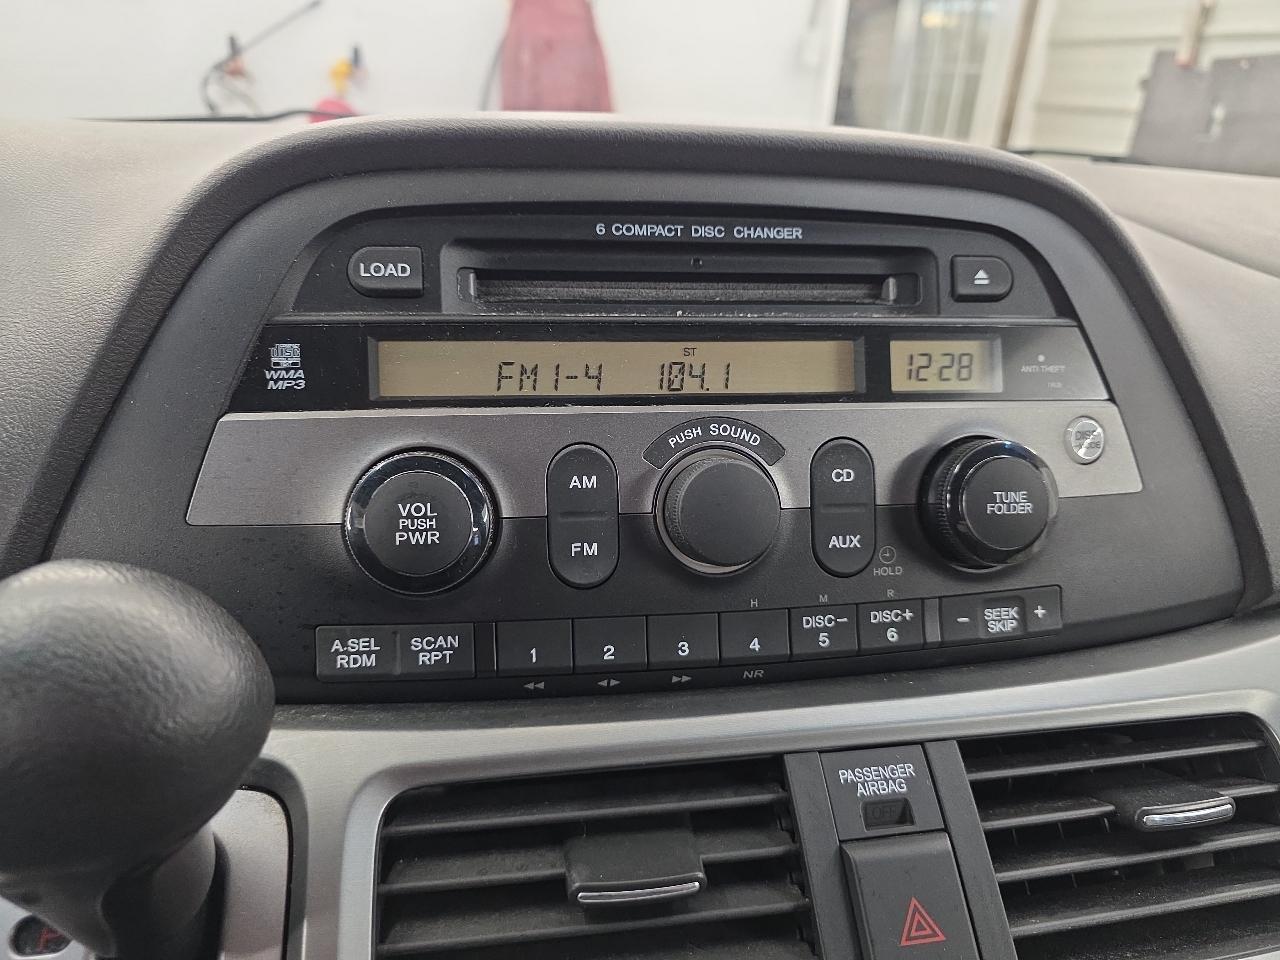 6 COMPACT DISC CHANGER
LOAD
WMA
MP3
ST
FM1-4 104.1
12:28
ANTI THEFT
DISC
PUSH SOUND
VOL
PUSH
PWR
AM
FM
CD
AUX
TUNE
FOLDER
HOLD
H M R
A.SEL
RDM
SCAN
RPT
1 2 3 4
DISC-
5
DISC+
6
- SEEK
SKIP +
NR
PASSENGER
AIRBAG
OFF